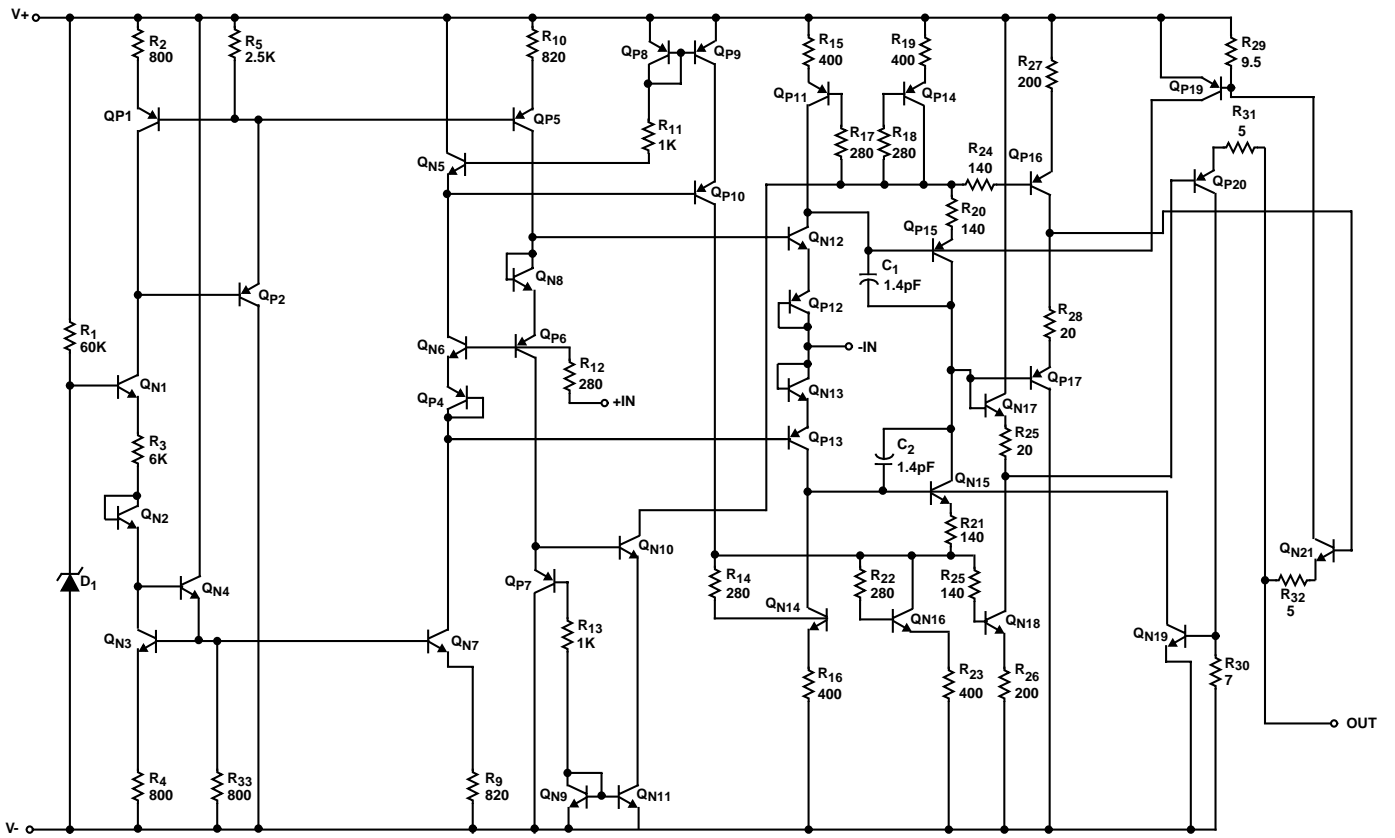 V+
R2
800
R5
2.5K
R10
820
QP8
QP9
R15
400
R19
400
R27
200
R29
9.5
QP1
QP5
R11
1K
QP11
QP14
QP19
R17
280
R18
280
R31
5
QN5
R24
140
QP16
QP10
R20
140
QP20
QN12
QP15
QN8
C1
1.4pF
QP2
QP12
R1
60K
QP6
R28
20
QN6
R12
280
-IN
QN1
QP4
QN13
QP17
+IN
QN17
R3
6K
QP13
C2
1.4pF
R25
20
QN15
QN2
R21
140
QN10
QN21
D1
QN4
QP7
R14
280
R22
280
R25
140
R32
5
QN14
QN16
QN18
QN3
QN7
R13
1K
QN19
R16
400
R23
400
R26
200
R30
7
OUT
R4
800
R33
800
R9
820
QN9
QN11
V-